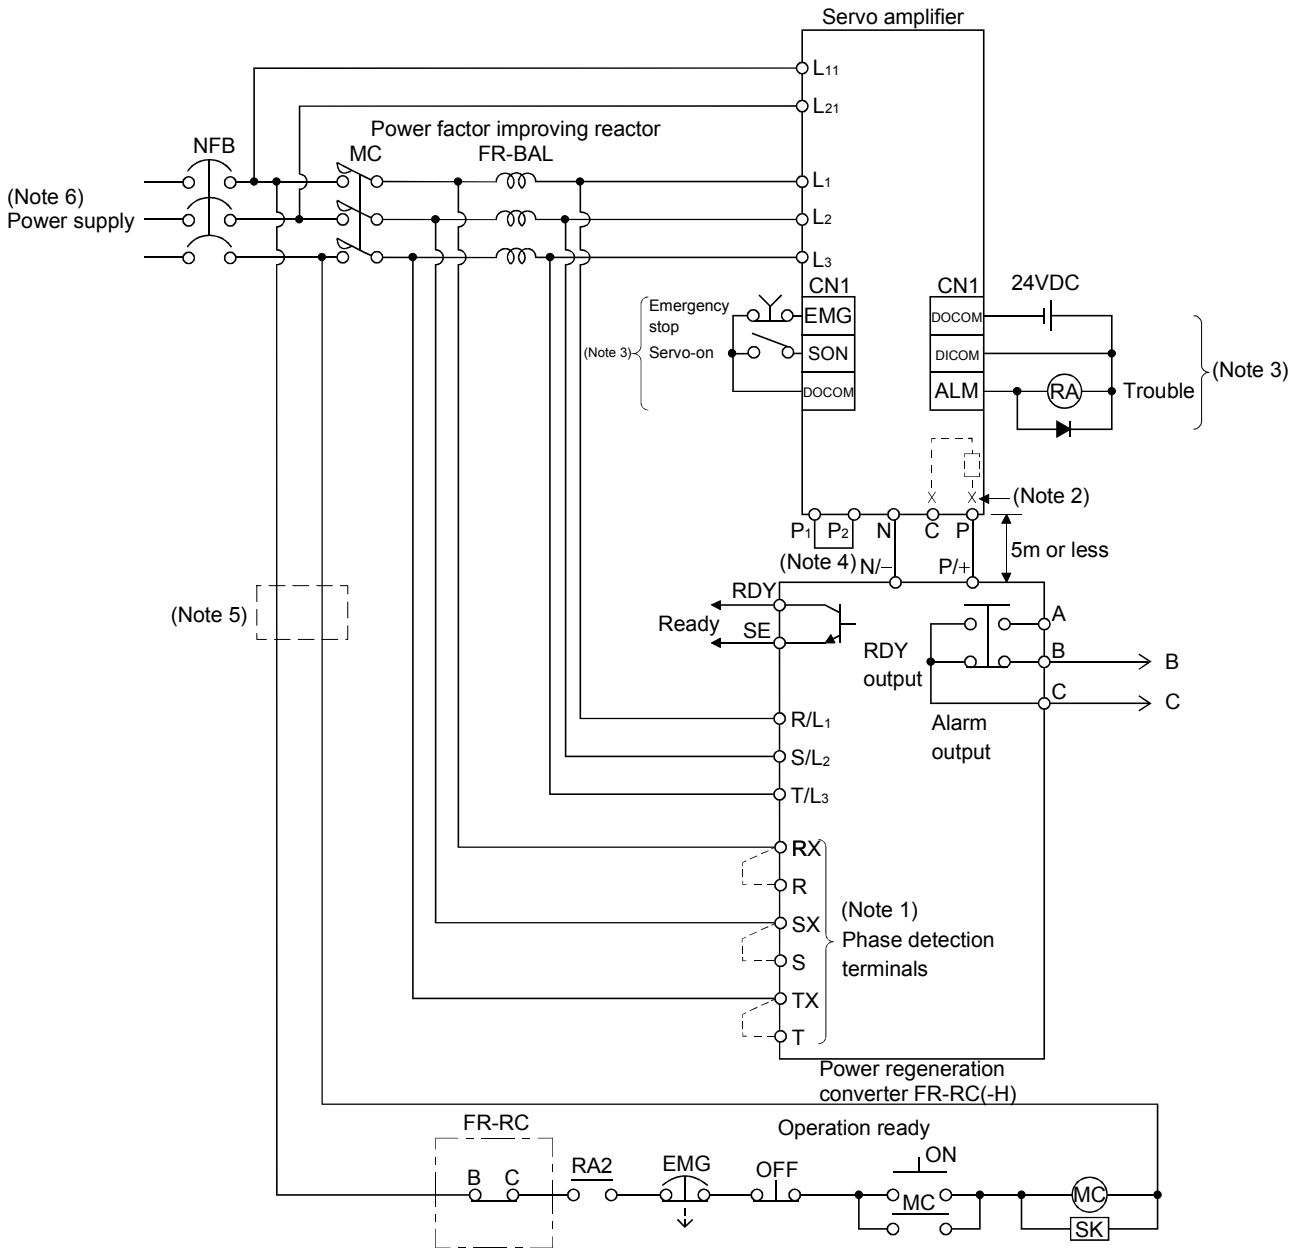 Servo amplifier
L11
L21
Power factor improving reactor
NFB
MC
FR-BAL
(Note 6)
Power supply
L1
L2
L3
CN1
CN1
24VDC
Emergency
stop
EMG
DOCOM
(Note 3)
Servo-on
SON
DICOM
(Note 3)
DOCOM
ALM
RA
Trouble
(Note 2)
P1
P2
N
C
P
5m or less
(Note 4)
N/−
P/+
(Note 5)
RDY
Ready
SE
A
RDY
output
B
B
C
C
Alarm
output
R/L1
S/L2
T/L3
RX
R
(Note 1)
SX
Phase detection
terminals
S
TX
T
Power regeneration
converter FR-RC(-H)
FR-RC
Operation ready
B
C
RA2
EMG
OFF
ON
MC
MC
SK